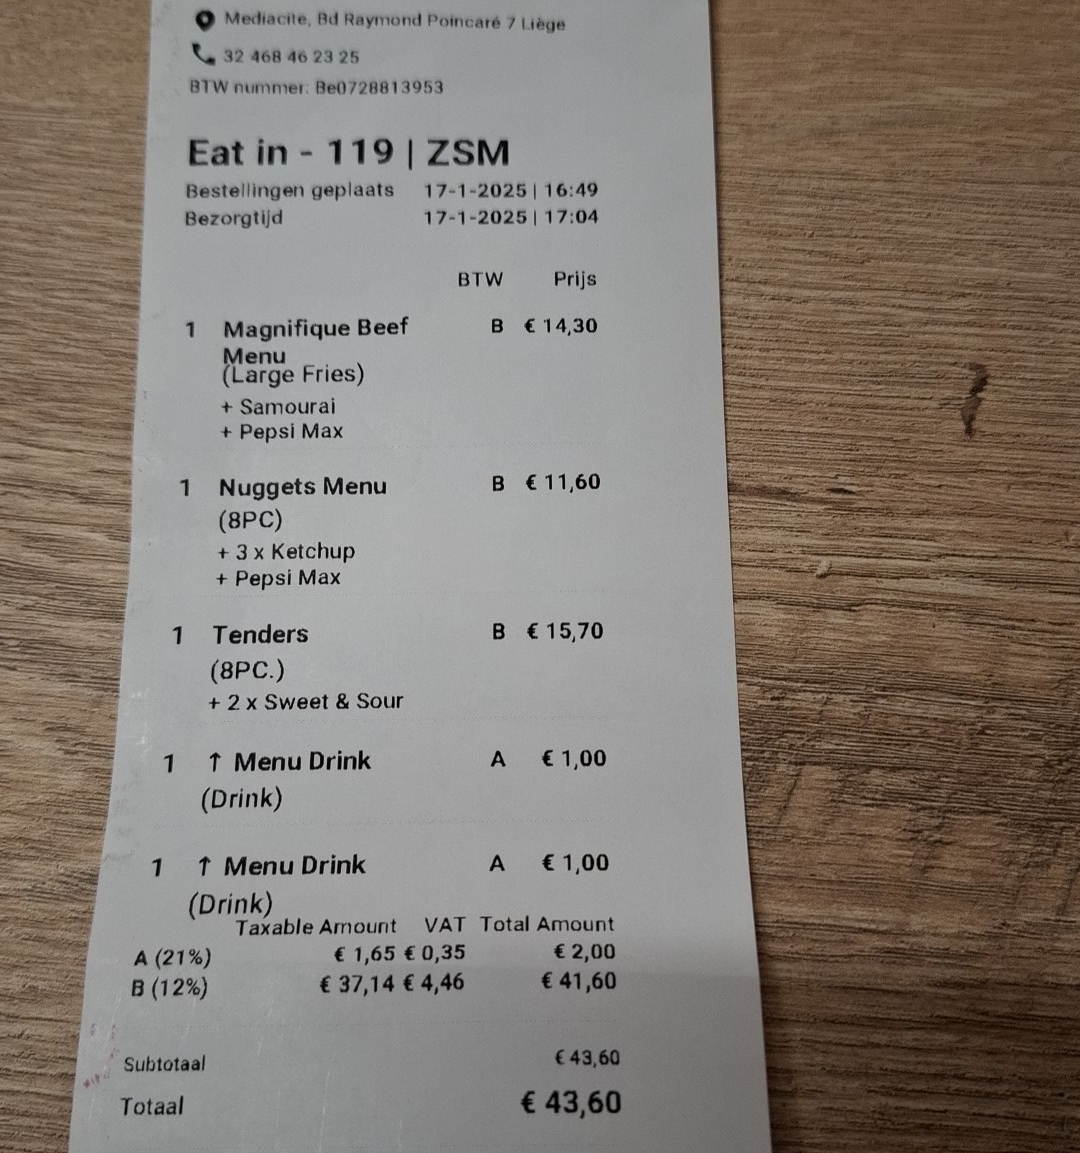 Mediacite, Bd Raymond Poincaré 7 Liège
32 468 46 23 25
BTW nummer: Be0728813953
Eat in - 119 | ZSM
Bestellingen geplaats 17-1-2025 | 16:49
Bezorgtijd 17-1-2025 | 17:04
BTW Prijs
1 Magnifique Beef B € 14,30
Menu
(Large Fries)
+ Samourai
+ Pepsi Max
1 Nuggets Menu B € 11,60
(8PC)
+ 3 x Ketchup
+ Pepsi Max
1 Tenders B € 15,70
(8PC.)
+ 2 x Sweet & Sour
1 ↑ Menu Drink A € 1,00
(Drink)
1 ↑ Menu Drink A € 1,00
(Drink)
Taxable Amount VAT Total Amount
A (21%) € 1,65 € 0,35 € 2,00
B (12%) € 37,14 € 4,46 € 41,60
Subtotaal € 43,60
Totaal € 43,60